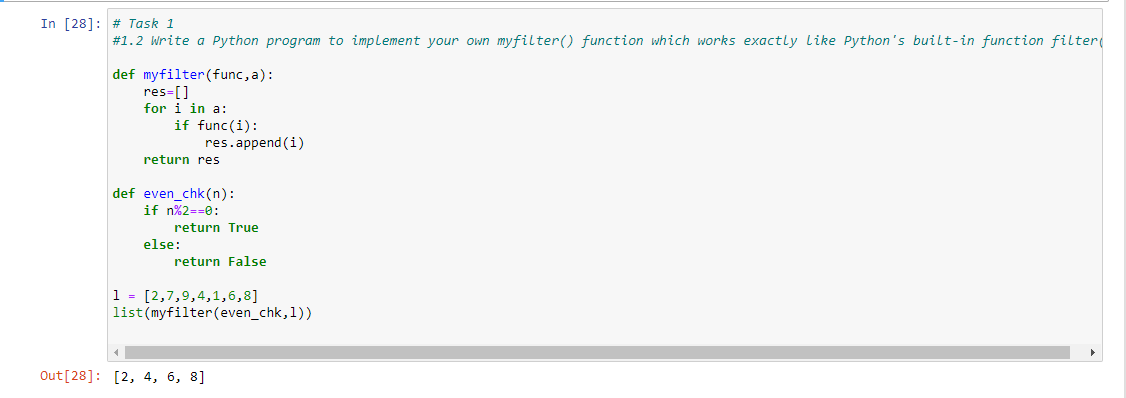 In [28]: # Task 1
#1.2 Write a Python program to implement your own myfilter() function which works exactly like Python's built-in function filter(
def myfilter(func,a):
    res=[]
    for i in a:
        if func(i):
            res.append(i)
    return res
def even_chk(n):
    if n%2==0:
        return True
    else:
        return False
l = [2,7,9,4,1,6,8]
list(myfilter(even_chk,l))
Out[28]: [2, 4, 6, 8]